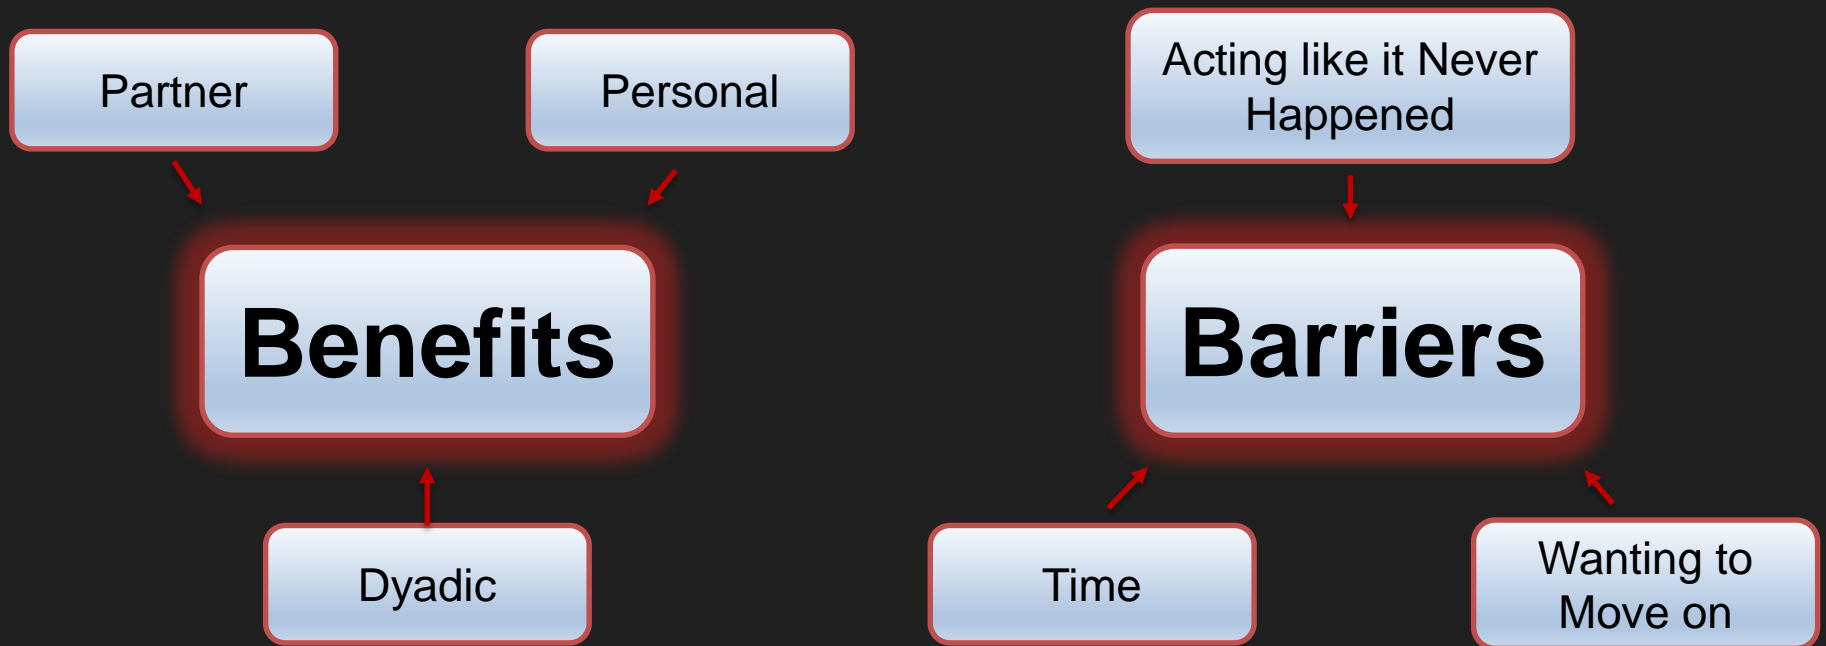 Partner
Personal
Benefits
Dyadic
Acting like it Never
Happened
Barriers
Time
Wanting to
Move on